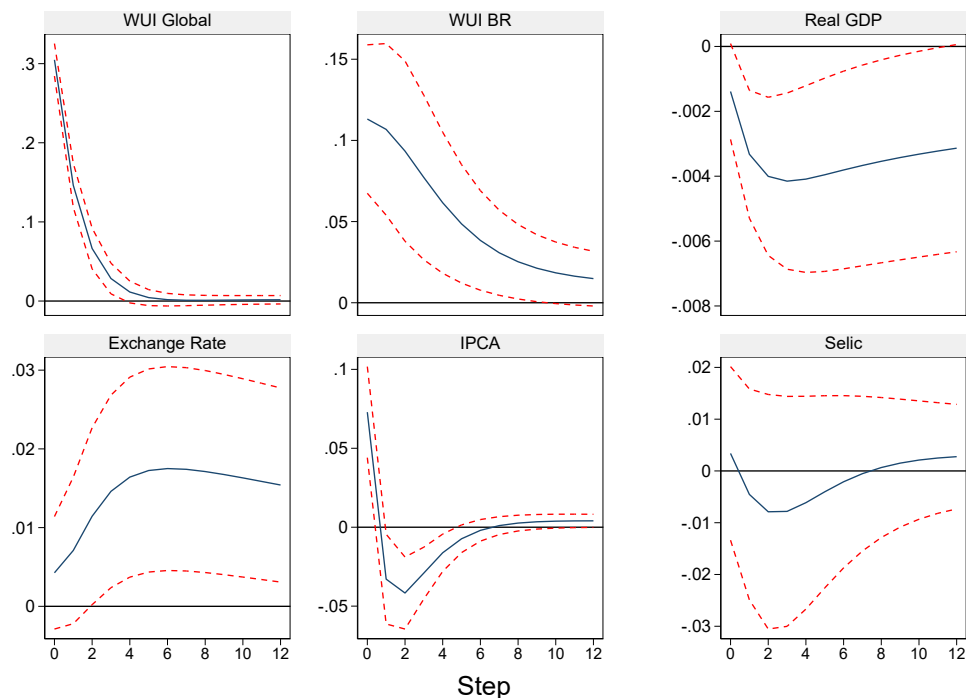 WUI Global
WUI BR
Real GDP
.3
.2
.1
0
.15
.1
.05
0
0
-.002
-.004
-.006
-.008
Exchange Rate
IPCA
Selic
.03
.02
.01
0
.1
.05
0
-.05
.02
.01
0
-.01
-.02
-.03
0 2 4 6 8 10 12
0 2 4 6 8 10 12
0 2 4 6 8 10 12
Step